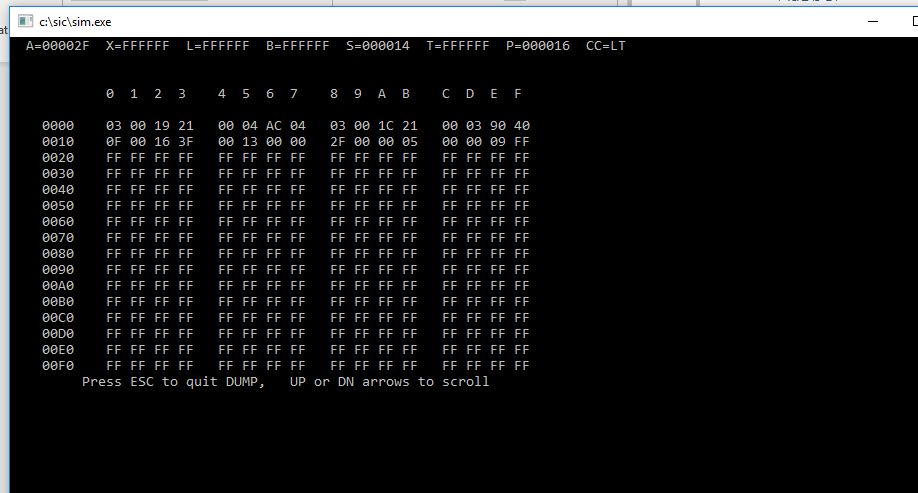 at
c:\sic\sim.exe
A=00002F X=FFFFFF L=FFFFFF B=FFFFFF S=000014 T=FFFFFF P=000016 CC=LT
0 1 2 3 4 5 6 7 8 9 A B C D E F
0000 03 00 19 21 00 04 AC 04 03 00 1C 21 00 03 90 40
0010 0F 00 16 3F 00 13 00 00 2F 00 00 05 00 00 09 FF
0020 FF FF FF FF FF FF FF FF FF FF FF FF FF FF FF FF
0030 FF FF FF FF FF FF FF FF FF FF FF FF FF FF FF FF
0040 FF FF FF FF FF FF FF FF FF FF FF FF FF FF FF FF
0050 FF FF FF FF FF FF FF FF FF FF FF FF FF FF FF FF
0060 FF FF FF FF FF FF FF FF FF FF FF FF FF FF FF FF
0070 FF FF FF FF FF FF FF FF FF FF FF FF FF FF FF FF
0080 FF FF FF FF FF FF FF FF FF FF FF FF FF FF FF FF
0090 FF FF FF FF FF FF FF FF FF FF FF FF FF FF FF FF
00A0 FF FF FF FF FF FF FF FF FF FF FF FF FF FF FF FF
00B0 FF FF FF FF FF FF FF FF FF FF FF FF FF FF FF FF
00C0 FF FF FF FF FF FF FF FF FF FF FF FF FF FF FF FF
00D0 FF FF FF FF FF FF FF FF FF FF FF FF FF FF FF FF
00E0 FF FF FF FF FF FF FF FF FF FF FF FF FF FF FF FF
00F0 FF FF FF FF FF FF FF FF FF FF FF FF FF FF FF FF
Press ESC to quit DUMP, UP or DN arrows to scroll